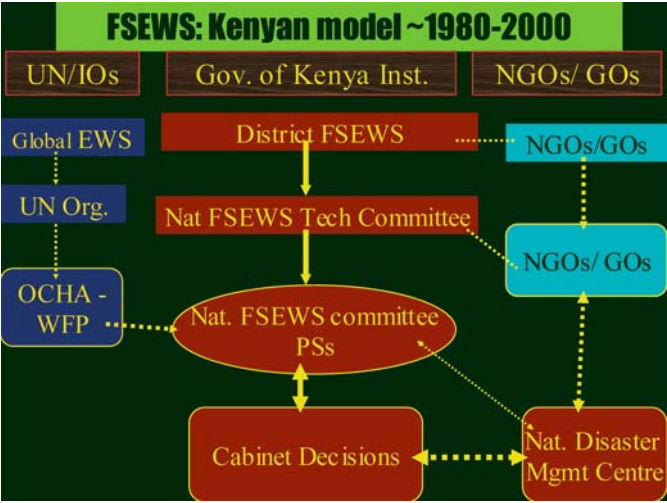 FSEWS: Kenyan model ~1980-2000
UN/IOs
Gov. of Kenya Inst.
NGOs/ GOs
Global EWS
District FSEWS
NGOs/GOs
UN Org.
Nat FSEWS Tech Committee
NGOs/ GOs
OCHA -
WFP
Nat. FSEWS committee
PSs
Cabinet Decisions
Nat. Disaster
Mgmt Centre